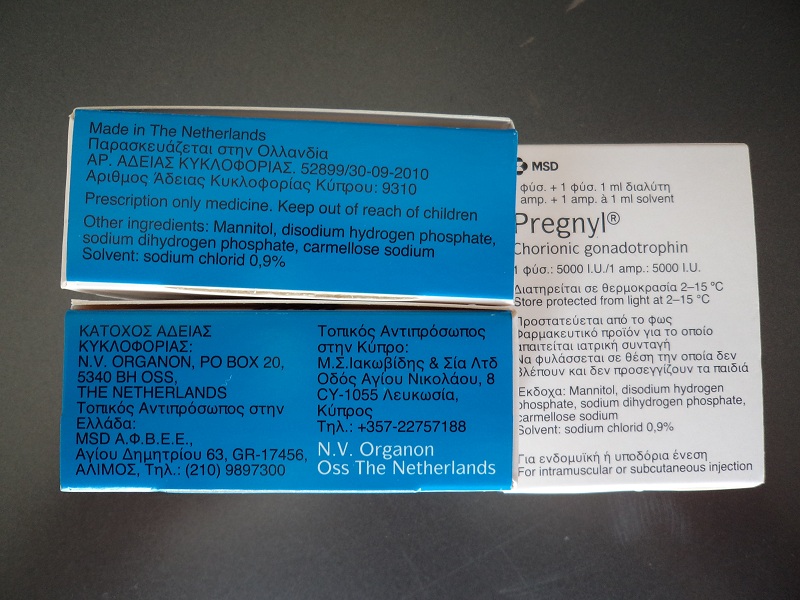 Made in The Netherlands
Παρασκευάζεται στην Ολλανδία
ΑΡ. ΑΔΕΙΑΣ ΚΥΚΛΟΦΟΡΙΑΣ. 52899/30-09-2010
Αριθμος Άδειας Κυκλοφορίας Κύπρου: 9310
Prescription only medicine. Keep out of reach of children
Other ingredients: Mannitol, disodium hydrogen phosphate,
sodium dihydrogen phosphate, carmellose sodium
Solvent: sodium chlorid 0,9%
ΚΑΤΟΧΟΣ ΑΔΕΙΑΣ
ΚΥΚΛΟΦΟΡΙΑΣ:
N.V. ORGANON, PO BOX 20,
5340 BH OSS,
THE NETHERLANDS
Τοπικός Αντιπρόσωπος στην
Ελλάδα:
MSD Α.Φ.Β.Ε.Ε.,
Αγίου Δημητρίου 63, GR-17456,
ΑΛΙΜΟΣ, Τηλ.: (210) 9897300
Τοπικός Αντιπρόσωπος
στην Κύπρο:
Μ.Σ.Ιακωβίδης & Σία Λτδ
Οδός Αγίου Νικολάου, 8
CY-1055 Λευκωσία,
Κύπρος
Τηλ.: +357-22757188
N.V. Organon
Oss The Netherlands
MSD
φύσ. + 1 φύσ. 1 ml διαλύτη
amp. + 1 amp. à 1 ml solvent
Pregnyl®
Chorionic gonadotrophin
1 φύσ.: 5000 I.U./1 amp.: 5000 I.U.
Διατηρείται σε θερμοκρασία 2–15 °C
Store protected from light at 2–15 °C
Προστατεύεται από το φως
Φαρμακευτικό προϊόν για το οποίο
απαιτείται ιατρική συνταγή
Να φυλάσσεται σε θέση την οποία δεν
βλέπουν και δεν προσεγγίζουν τα παιδιά
Έκδοχα: Mannitol, disodium hydrogen
phosphate, sodium dihydrogen phosphate,
carmellose sodium
Solvent: sodium chlorid 0,9%
Για ενδομυϊκή ή υποδόρια ένεση
For intramuscular or subcutaneous injection